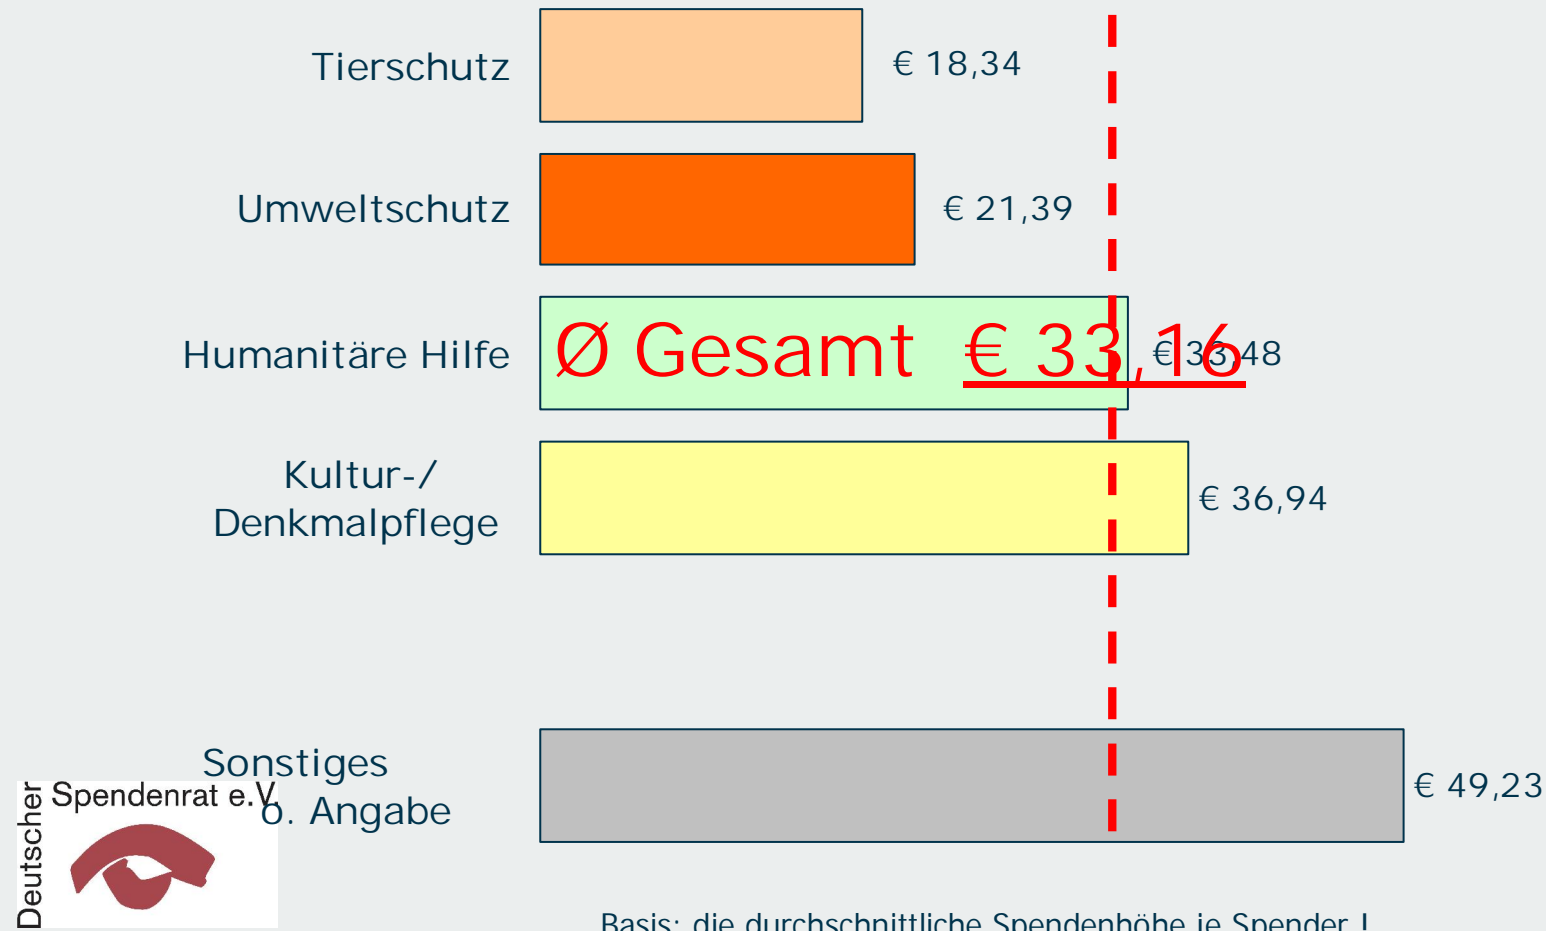 Tierschutz
€ 18,34
Umweltschutz
€ 21,39
Humanitäre Hilfe
Ø Gesamt € 33,16
€ 33,48
Kultur-/
Denkmalpflege
€ 36,94
Sonstiges
o. Angabe
€ 49,23
Deutscher
Spendenrat e.V.
Basis: die durchschnittliche Spendenhöhe je Spender !